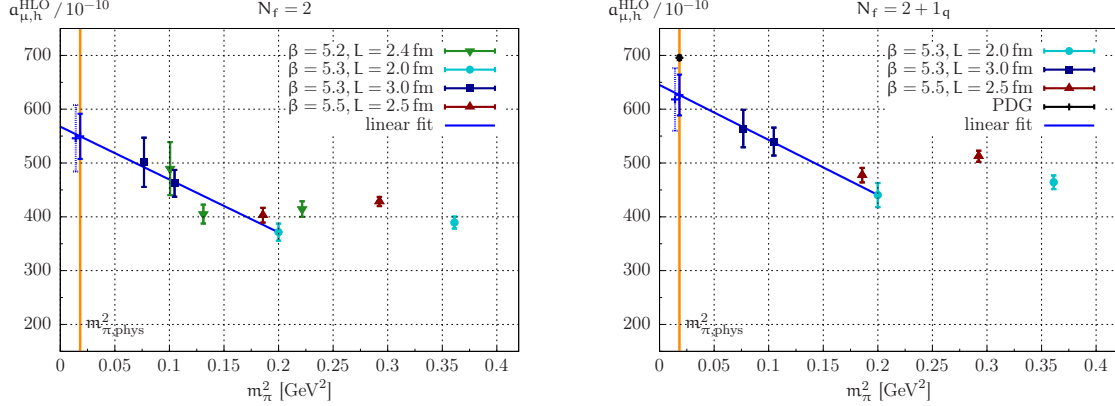 a^{HLO}_{μ,h} / 10^{-10}
N_f = 2
700
600
500
400
300
200
β = 5.2, L = 2.4 fm
β = 5.3, L = 2.0 fm
β = 5.3, L = 3.0 fm
β = 5.5, L = 2.5 fm
linear fit
m^2_{π,phys}
0 0.05 0.1 0.15 0.2 0.25 0.3 0.35 0.4
m^2_π [GeV^2]
a^{HLO}_{μ,h} / 10^{-10}
N_f = 2 + 1_q
700
600
500
400
300
200
β = 5.3, L = 2.0 fm
β = 5.3, L = 3.0 fm
β = 5.5, L = 2.5 fm
PDG
linear fit
m^2_{π,phys}
0 0.05 0.1 0.15 0.2 0.25 0.3 0.35 0.4
m^2_π [GeV^2]